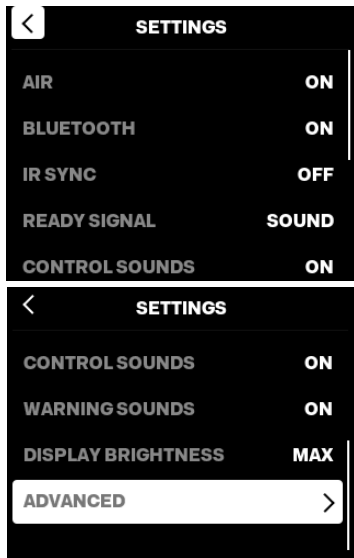 SETTINGS
AIR ON
BLUETOOTH ON
IR SYNC OFF
READY SIGNAL SOUND
CONTROL SOUNDS ON
SETTINGS
CONTROL SOUNDS ON
WARNING SOUNDS ON
DISPLAY BRIGHTNESS MAX
ADVANCED